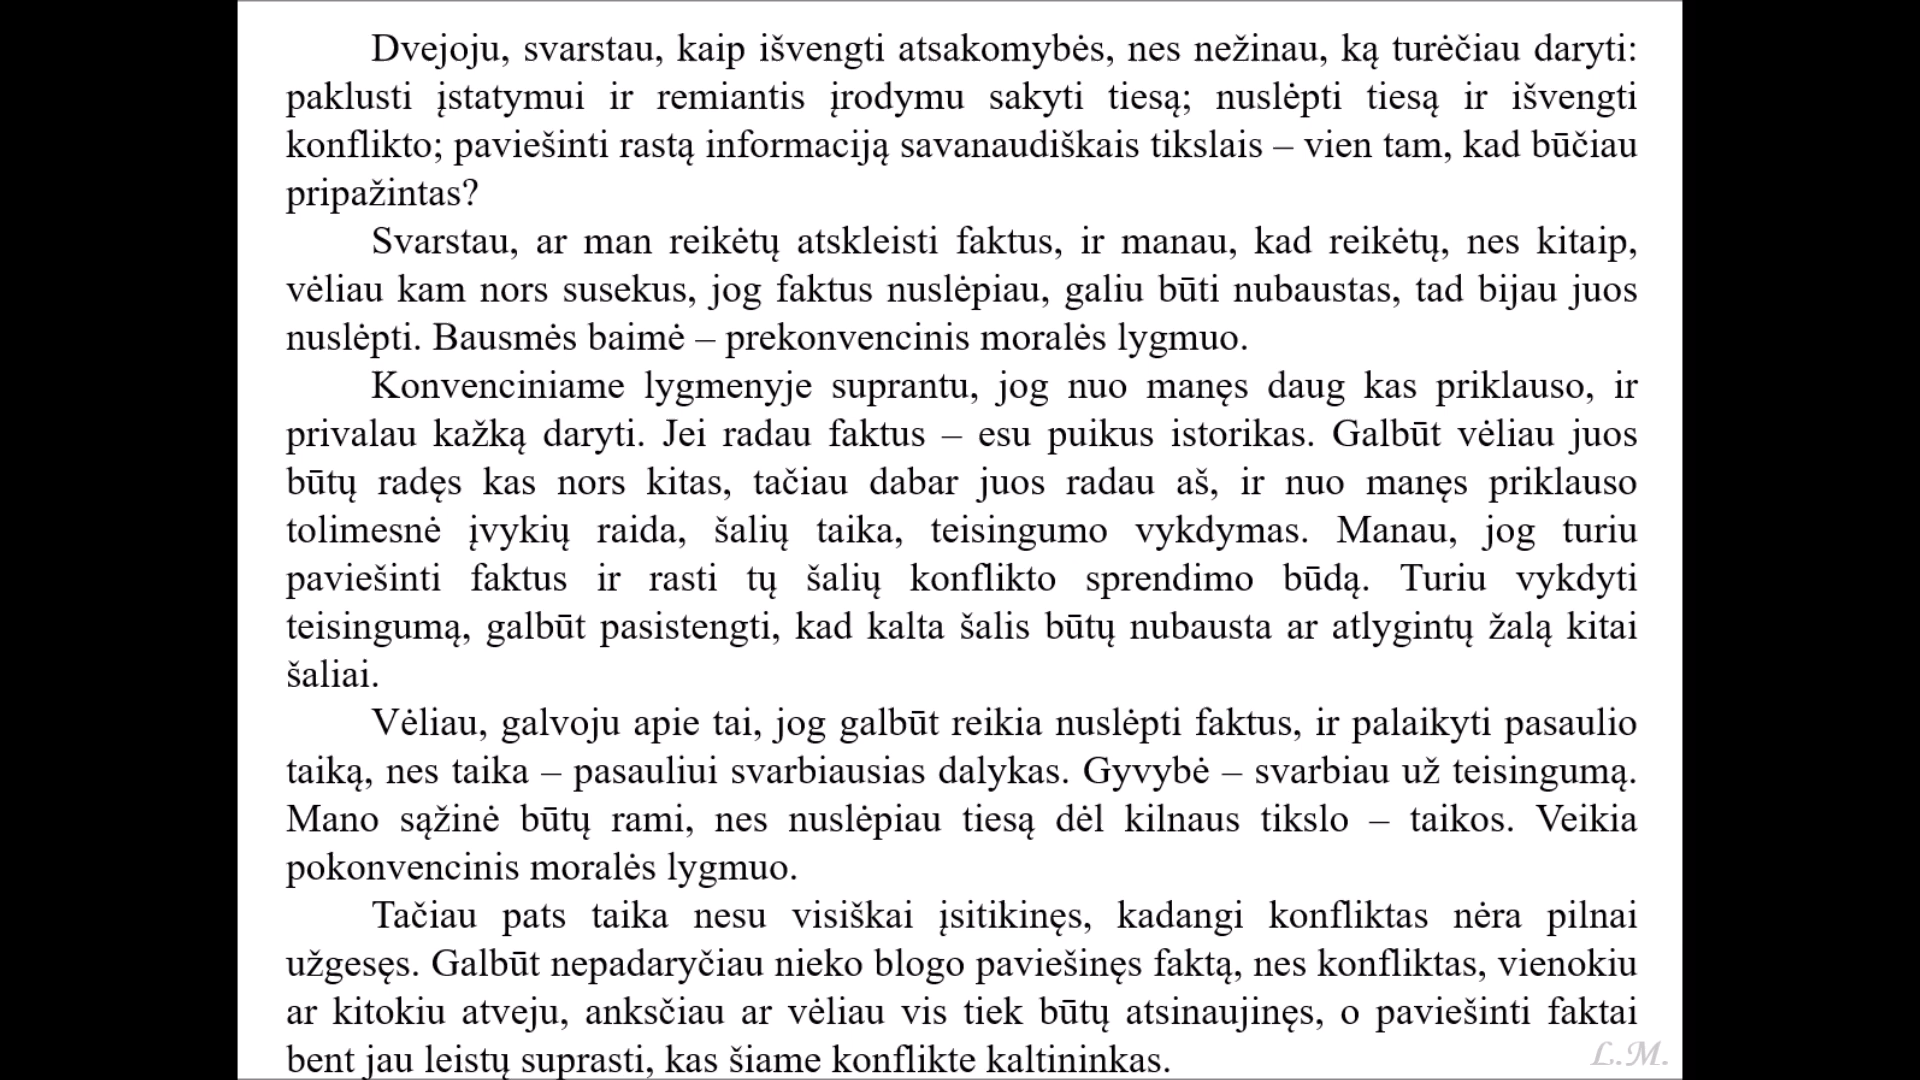 Dvejoju, svarstau, kaip išvengti atsakomybės, nes nežinau, ką turėčiau daryti:
paklusti įstatymui ir remiantis įrodymu sakyti tiesą; nuslėpti tiesą ir išvengti
konflikto; paviešinti rastą informaciją savanaudiškais tikslais – vien tam, kad būčiau
pripažintas?
Svarstau, ar man reikėtų atskleisti faktus, ir manau, kad reikėtų, nes kitaip,
vėliau kam nors susekus, jog faktus nuslėpiau, galiu būti nubaustas, tad bijau juos
nuslėpti. Bausmės baimė – prekonvencinis moralės lygmuo.
Konvenciniame lygmenyje suprantu, jog nuo manęs daug kas priklauso, ir
privalau kažką daryti. Jei radau faktus – esu puikus istorikas. Galbūt vėliau juos
būtų radęs kas nors kitas, tačiau dabar juos radau aš, ir nuo manęs priklauso
tolimesnė įvykių raida, šalių taika, teisingumo vykdymas. Manau, jog turiu
paviešinti faktus ir rasti tų šalių konflikto sprendimo būdą. Turiu vykdyti
teisingumą, galbūt pasistengti, kad kalta šalis būtų nubausta ar atlygintų žalą kitai
šaliai.
Vėliau, galvoju apie tai, jog galbūt reikia nuslėpti faktus, ir palaikyti pasaulio
taiką, nes taika – pasauliui svarbiausias dalykas. Gyvybė – svarbiau už teisingumą.
Mano sąžinė būtų rami, nes nuslėpiau tiesą dėl kilnaus tikslo – taikos. Veikia
pokonvencinis moralės lygmuo.
Tačiau pats taika nesu visiškai įsitikinęs, kadangi konfliktas nėra pilnai
užgesęs. Galbūt nepadaryčiau nieko blogo paviešinęs faktą, nes konfliktas, vienokiu
ar kitokiu atveju, anksčiau ar vėliau vis tiek būtų atsinaujinęs, o paviešinti faktai
bent jau leistų suprasti, kas šiame konflikte kaltininkas.
L.M.